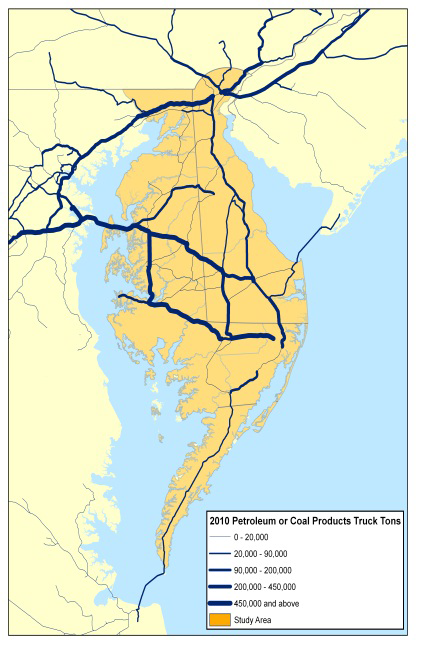 2010 Petroleum or Coal Products Truck Tons
0 - 20,000
20,000 - 90,000
90,000 - 200,000
200,000 - 450,000
450,000 and above
Study Area